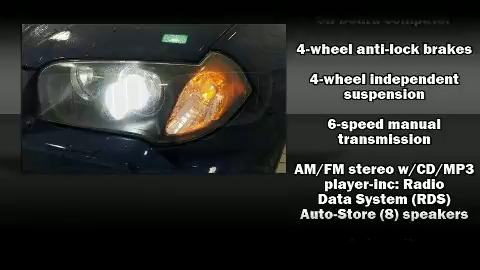 4-wheel anti-lock brakes
4-wheel independent
suspension
6-speed manual
transmission
AM/FM stereo w/CD/MP3
player-inc: Radio
Data System (RDS)
Auto-Store (8) speakers